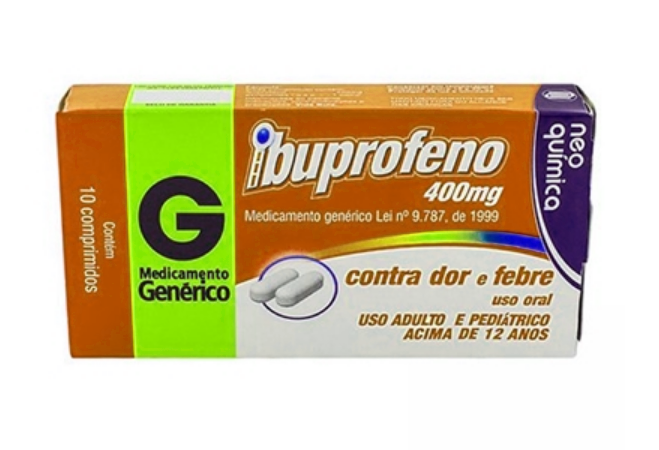 Contém
10 comprimidos
G
Medicamento
Genérico
ibuprofeno
400mg
Medicamento genérico Lei nº 9.787, de 1999
contra dor e febre
uso oral
USO ADULTO E PEDIÁTRICO
ACIMA DE 12 ANOS
neo
química